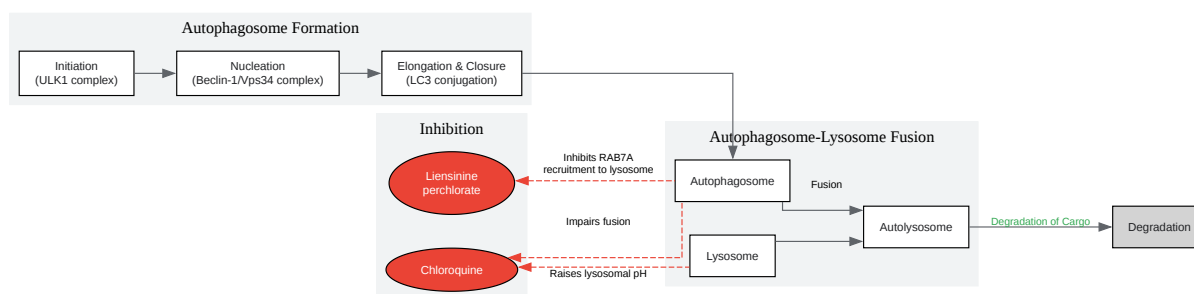 Autophagosome Formation
Initiation
(ULK1 complex)
Nucleation
(Beclin-1/Vps34 complex)
Elongation & Closure
(LC3 conjugation)
Inhibition
Liensinine
perchlorate
Chloroquine
Inhibits RAB7A
recruitment to lysosome
Impairs fusion
Raises lysosomal pH
Autophagosome-Lysosome Fusion
Autophagosome
Fusion
Lysosome
Autolysosome
Degradation of Cargo
Degradation